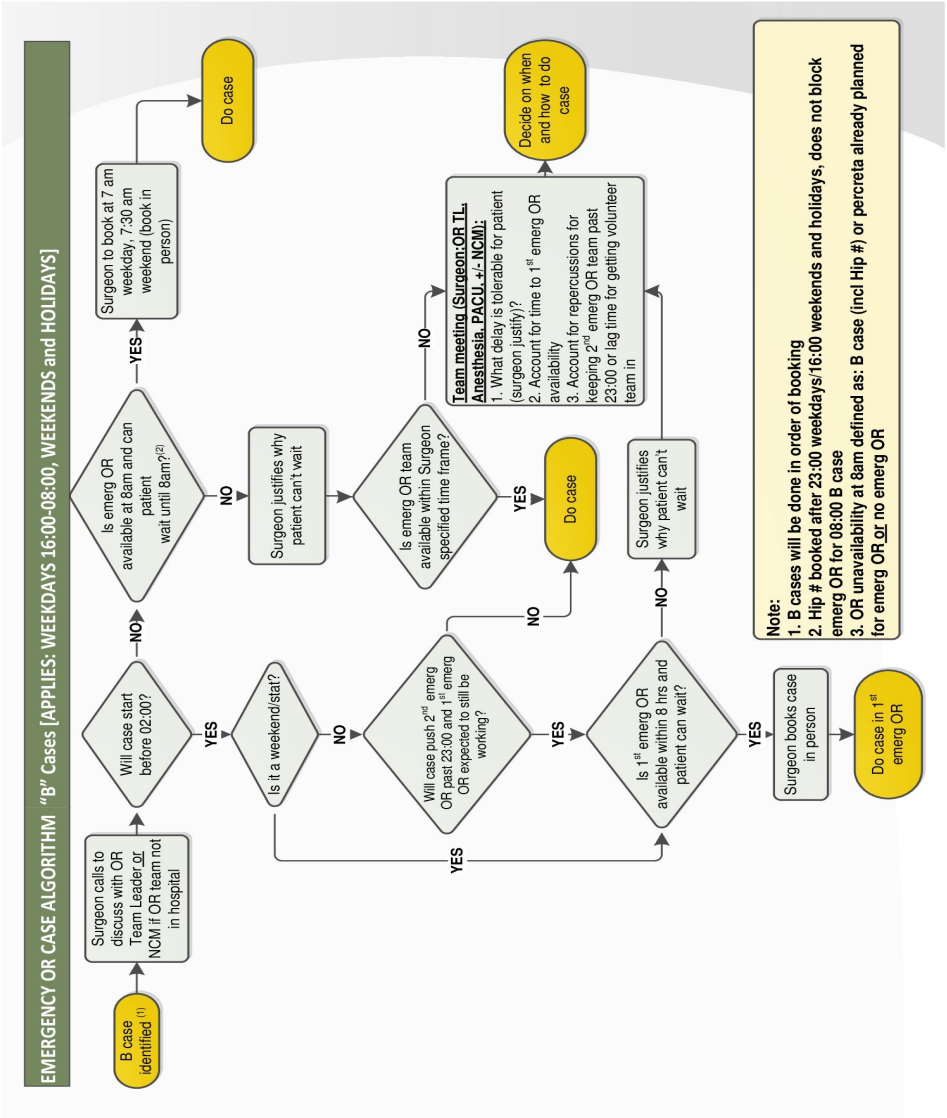 EMERGENCY OR CASE ALGORITHM "B" Cases [APPLIES: WEEKDAYS 16:00-08:00, WEEKENDS and HOLIDAYS]
B case
identified (1)
Surgeon calls to
discuss with OR
Team Leader or
NCM if OR team not
in hospital
Will case start
before 02:00?
NO
Is emerg OR
available at 8am and can
patient
wait until 8am?(2)
YES
Surgeon to book at 7 am
weekday, 7:30 am
weekend (book in
person)
Do case
YES
NO
Is it a weekend/stat?
Surgeon justifies why
patient can't wait
NO
YES
Will case push 2nd emerg
OR past 23:00 and 1st emerg
OR expected to still be
working?
NO
Is emerg OR team
available within Surgeon
specified time frame?
NO
YES
Do case
Team meeting (Surgeon:OR TL,
Anesthesia, PACU, +/- NCM):
1. What delay is tolerable for patient
(surgeon justify)?
2. Account for time to 1st emerg OR
availability
3. Account for repercussions for
keeping 2nd emerg OR team past
23:00 or lag time for getting volunteer
team in
Decide on when
and how to do
case
YES
Is 1st emerg OR
available within 8 hrs and
patient can wait?
NO
Surgeon justifies
why patient can't
wait
YES
Surgeon books case
in person
Do case in 1st
emerg OR
Note:
1. B cases will be done in order of booking
2. Hip # booked after 23:00 weekdays/16:00 weekends and holidays, does not block
emerg OR for 08:00 B case
3. OR unavailability at 8am defined as: B case (incl Hip #) or percreta already planned
for emerg OR or no emerg OR